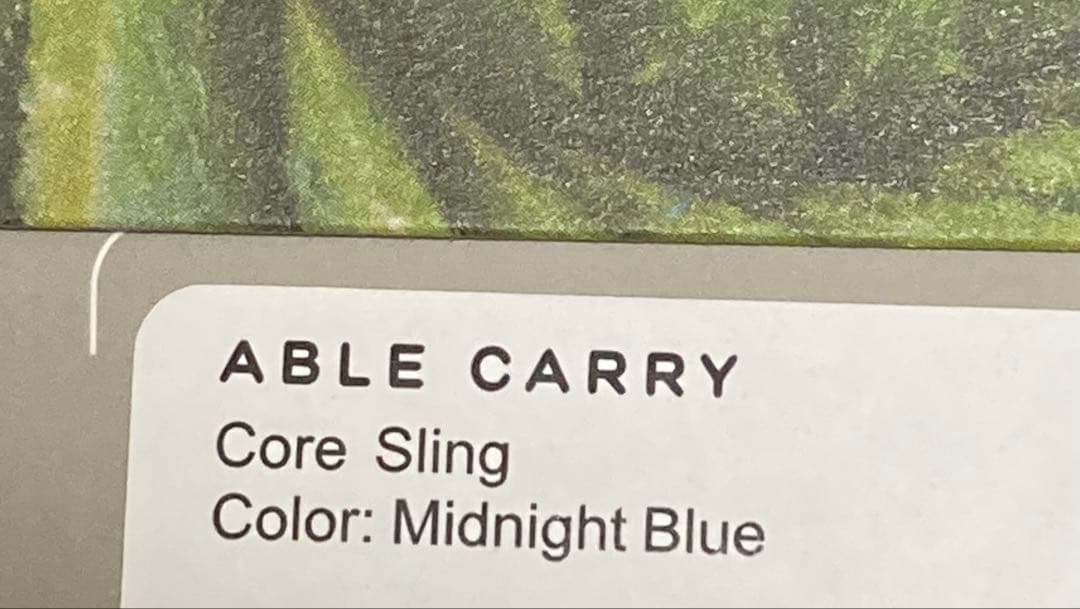 ABLE CARRY
Core Sling
Color: Midnight Blue